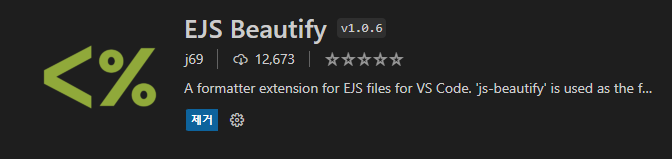 EJS Beautify v1.0.6
j69 12,673
A formatter extension for EJS files for VS Code. 'js-beautify' is used as the f...
제거
<%